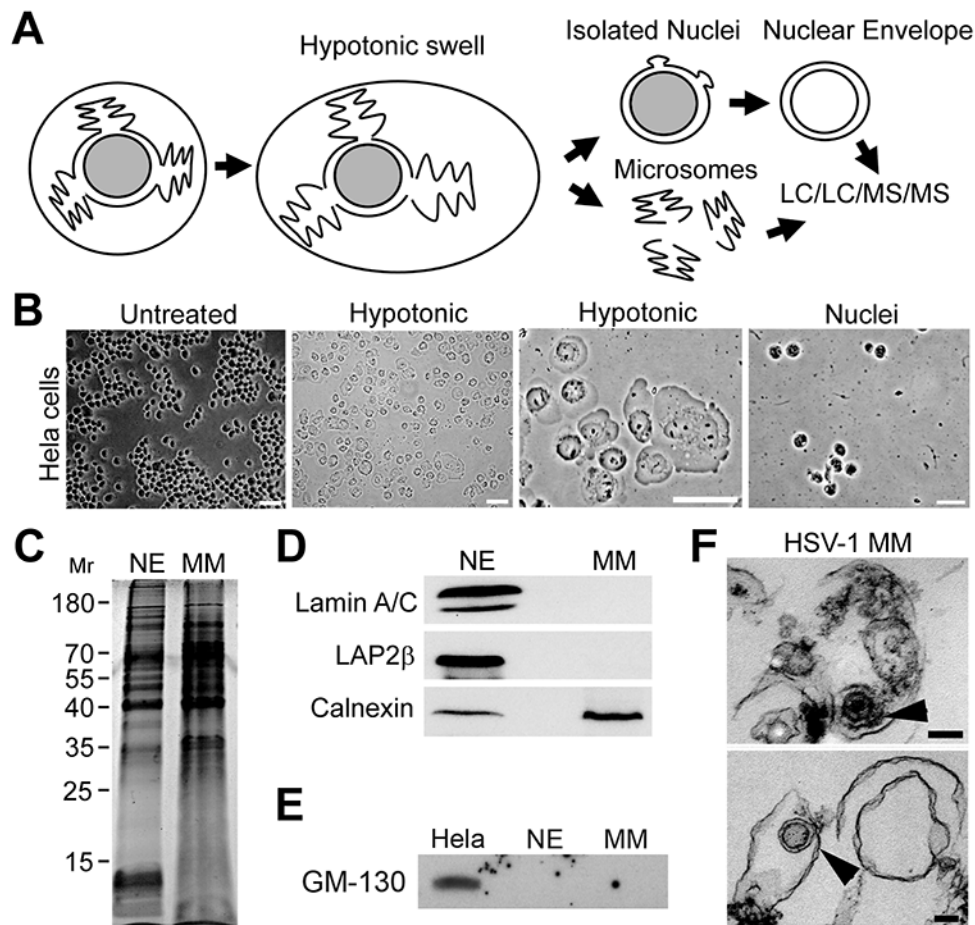 A
Hypotonic swell
Isolated Nuclei
Nuclear Envelope
Microsomes
LC/LC/MS/MS
B
Untreated
Hypotonic
Hypotonic
Nuclei
Hela cells
C
Mr
NE
MM
180
70
55
40
35
25
15
D
NE
MM
Lamin A/C
LAP2β
Calnexin
E
Hela
NE
MM
GM-130
F
HSV-1 MM